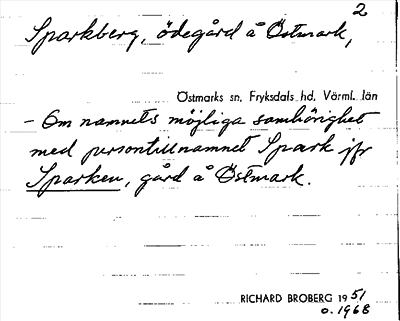 2
Sparkberg, ödegård å Östmark,
Östmarks sn, Fryksdals hd, Värml. län
- Om namnets möjliga samhörighet
med persontillnamnet Spark jfr
Sparken, gård å Östmark.
RICHARD BROBERG 1951
o. 1968